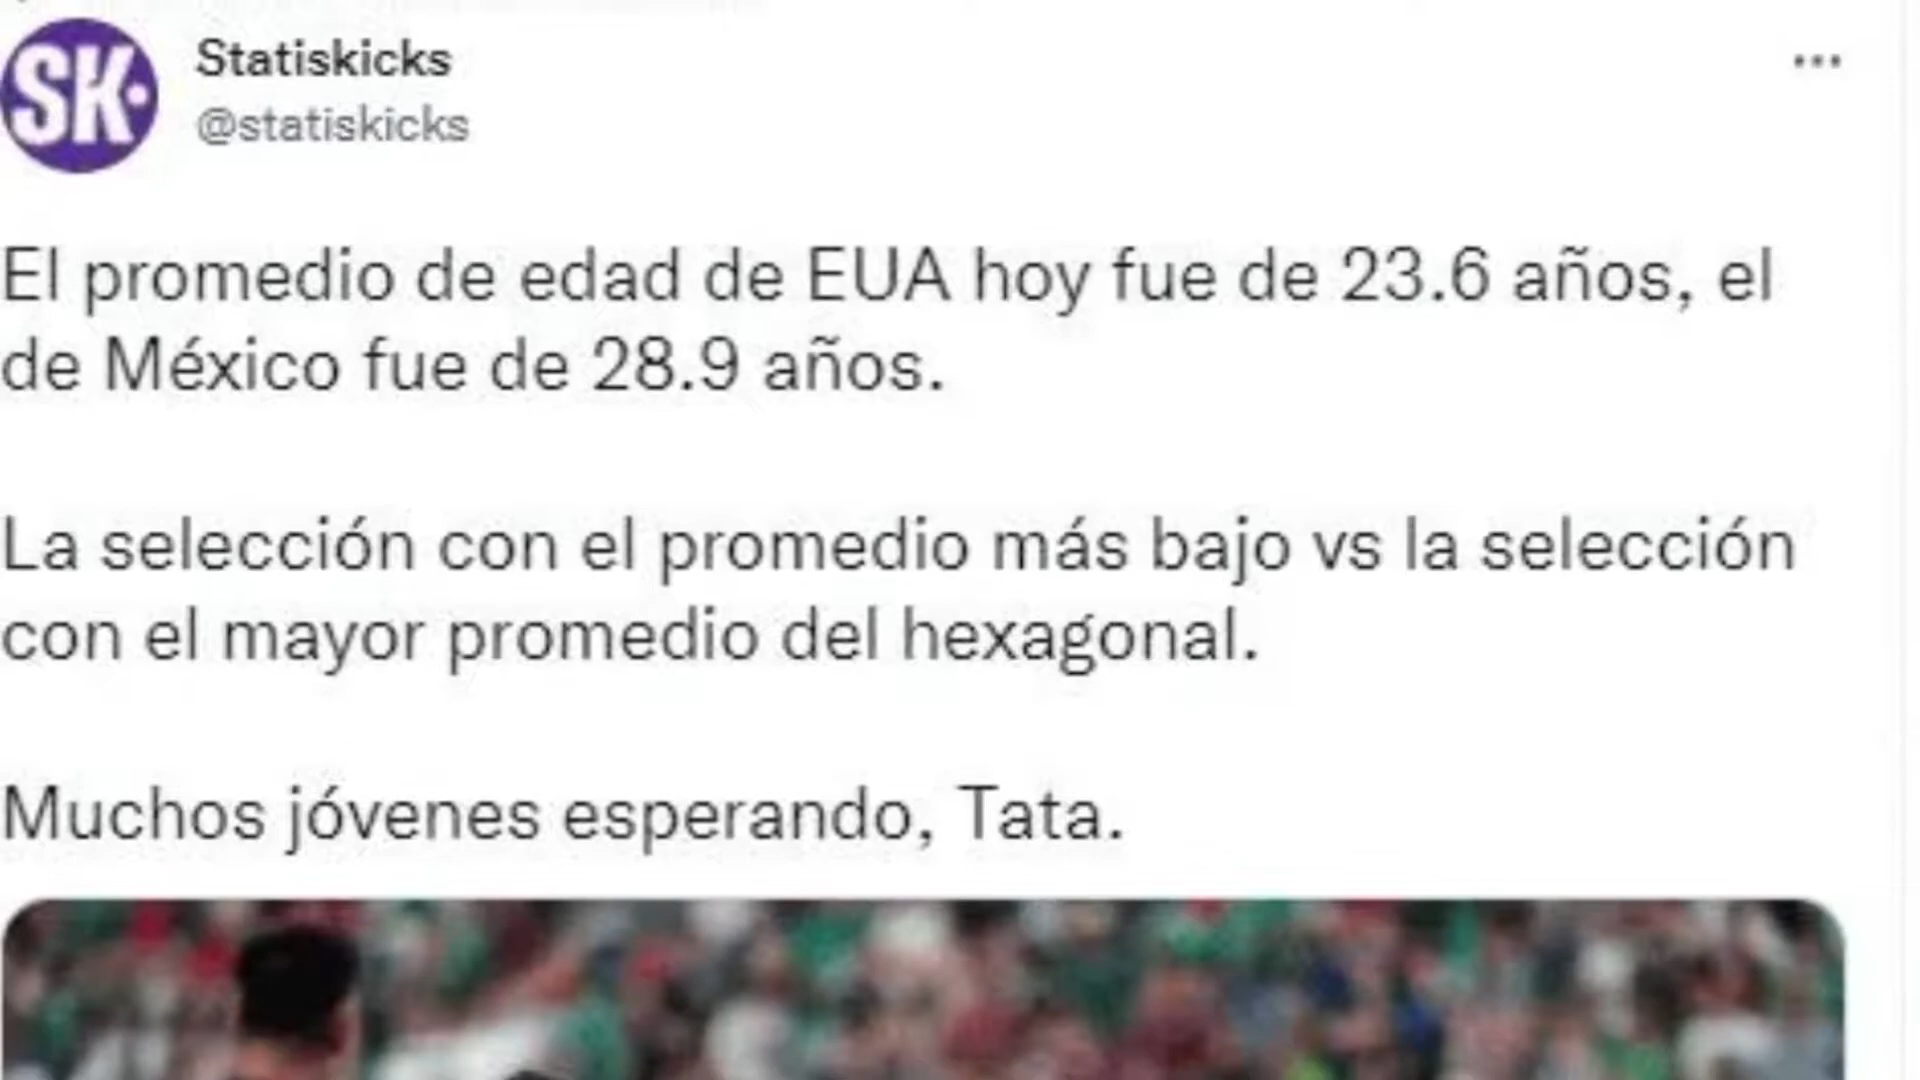 SK
Statiskicks
@statiskicks
El promedio de edad de EUA hoy fue de 23.6 años, el
de México fue de 28.9 años.
La selección con el promedio más bajo vs la selección
con el mayor promedio del hexagonal.
Muchos jóvenes esperando, Tata.